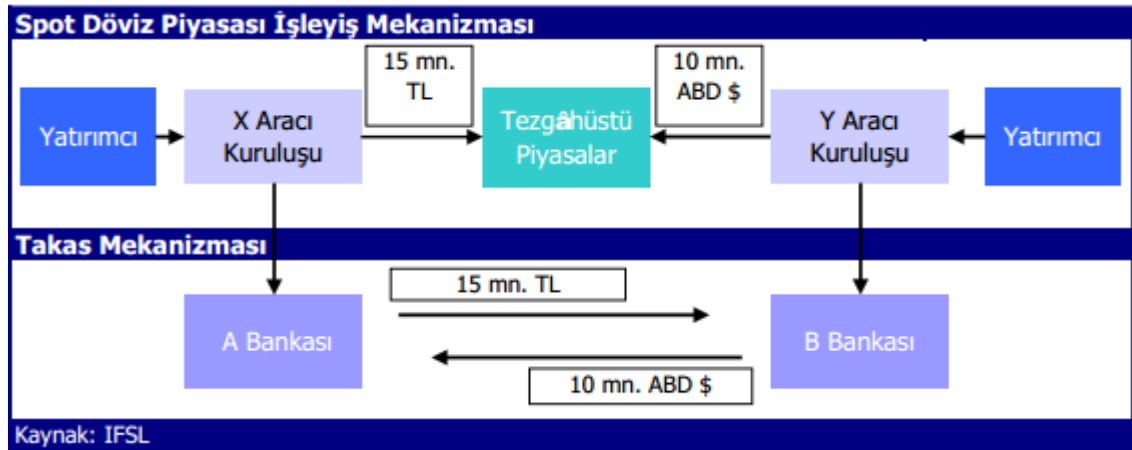 Spot Döviz Piyasası İşleyiş Mekanizması
15 mn.
TL
10 mn.
ABD $
Yatırımcı
X Aracı
Kuruluşu
Tezgâhüstü
Piyasalar
Y Aracı
Kuruluşu
Yatırımcı
Takas Mekanizması
15 mn. TL
A Bankası
B Bankası
10 mn. ABD $
Kaynak: IFSL